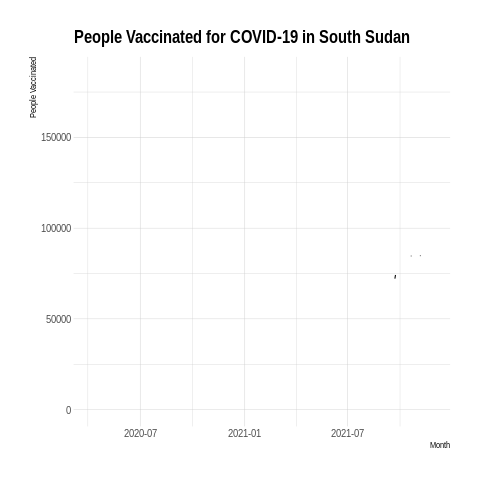 People Vaccinated for COVID-19 in South Sudan
People Vaccinated
150000
100000
50000
0
2020-07
2021-01
2021-07
Month